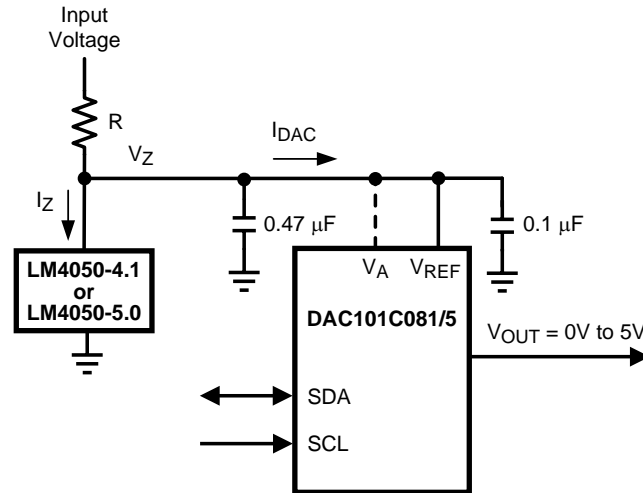 Input
Voltage
R
I_DAC
V_Z
I_Z
0.47 µF
0.1 µF
LM4050-4.1
or
LM4050-5.0
V_A V_REF
DAC101C081/5
V_OUT = 0V to 5V
SDA
SCL